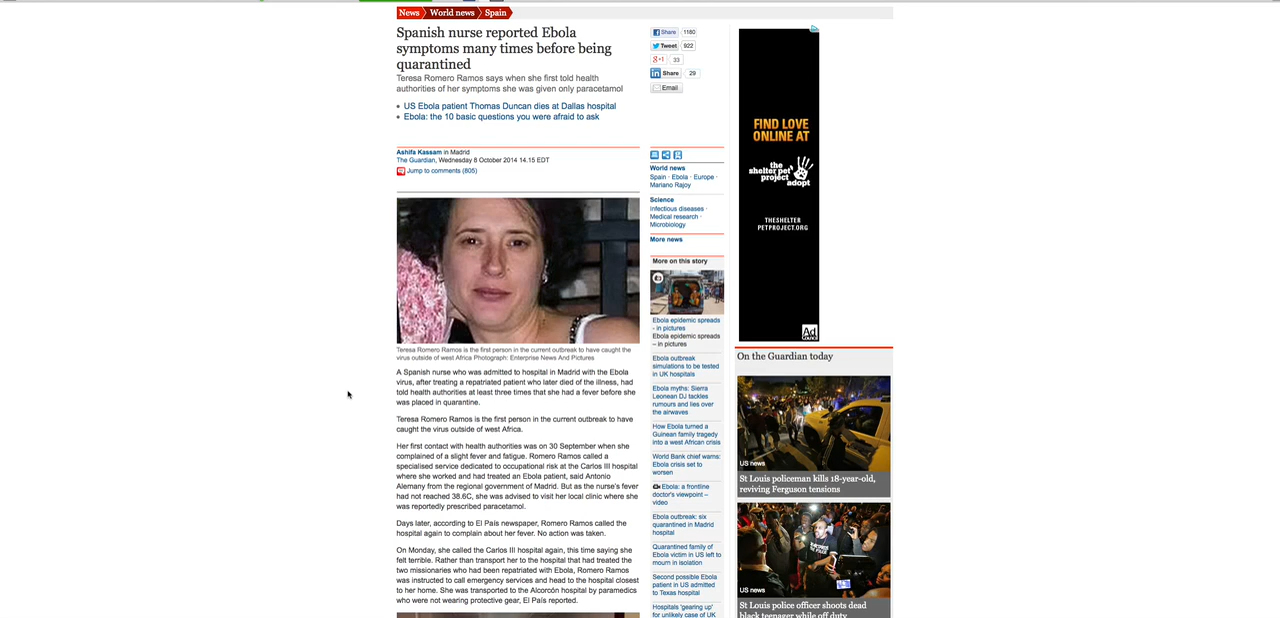 News
World news
Spain
Spanish nurse reported Ebola
symptoms many times before being
quarantined
Teresa Romero Ramos says when she first told health
authorities of her symptoms she was given only paracetamol
US Ebola patient Thomas Duncan dies at Dallas hospital
Ebola: the 10 basic questions you were afraid to ask
Ashifa Kassam in Madrid
The Guardian, Wednesday 8 October 2014 14.15 EDT
Jump to comments (805)
Teresa Romero Ramos is the first person in the current outbreak to have caught the
virus outside of west Africa Photograph: Enterprise News And Pictures
A Spanish nurse who was admitted to hospital in Madrid with the Ebola
virus, after treating a repatriated patient who later died of the illness, had
told health authorities at least three times that she had a fever before she
was placed in quarantine.
Teresa Romero Ramos is the first person in the current outbreak to have
caught the virus outside of west Africa.
Her first contact with health authorities was on 30 September when she
complained of a slight fever and fatigue. Romero Ramos called a
specialised service dedicated to occupational risk at the Carlos III hospital
where she worked and had treated an Ebola patient, said Antonio
Alemany from the regional government of Madrid. But as the nurse's fever
had not reached 38.6C, she was advised to visit her local clinic where she
was reportedly prescribed paracetamol.
Days later, according to El País newspaper, Romero Ramos called the
hospital again to complain about her fever. No action was taken.
On Monday, she called the Carlos III hospital again, this time saying she
felt terrible. Rather than transport her to the hospital that had treated the
two missionaries who had been repatriated with Ebola, Romero Ramos
was instructed to call emergency services and head to the hospital closest
to her home. She was transported to the Alcorcón hospital by paramedics
who were not wearing protective gear, El País reported.
Share 1180
Tweet 922
g+1 33
in Share 29
Email
World news
Spain · Ebola · Europe ·
Mariano Rajoy
Science
Infectious diseases ·
Medical research ·
Microbiology
More news
More on this story
Ebola epidemic spreads
- in pictures
Ebola epidemic spreads
– in pictures
Ebola outbreak
simulations to be tested
in UK hospitals
Ebola myths: Sierra
Leonean DJ tackles
rumours and lies over
the airwaves
How Ebola turned a
Guinean family tragedy
into a west African crisis
World Bank chief warns:
Ebola crisis set to
worsen
Ebola: a frontline
doctor's viewpoint –
video
Ebola outbreak: six
quarantined in Madrid
hospital
Quarantined family of
Ebola victim in US left to
mourn in isolation
Second possible Ebola
patient in US admitted
to Texas hospital
Hospitals 'gearing up'
for unlikely case of UK
FIND LOVE
ONLINE AT
the
shelter pet
project
adopt
THESHELTER
PETPROJECT.ORG
Ad
Council
On the Guardian today
US news
St Louis policeman kills 18-year-old,
reviving Ferguson tensions
US news
St Louis police officer shoots dead
black teenager while off duty